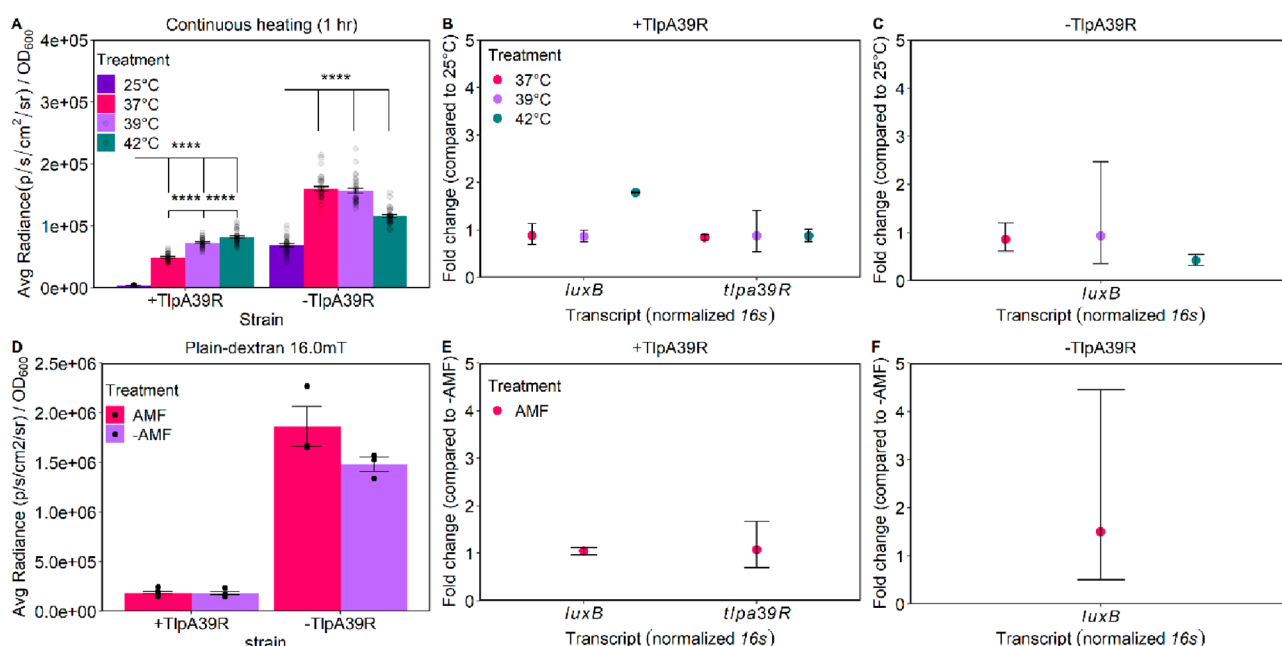 A
Continuous heating (1 hr)
Avg Radiance(p/s/cm²/sr) / OD600
4e+05
3e+05
2e+05
1e+05
0e+00
Treatment
25°C
37°C
39°C
42°C
****
****
****
****
+TlpA39R
-TlpA39R
Strain
B
+TlpA39R
Fold change (compared to 25°C)
5
4
3
2
1
0
Treatment
37°C
39°C
42°C
luxB
tlpa39R
Transcript (normalized 16s)
C
-TlpA39R
Fold change (compared to 25°C)
5
4
3
2
1
0
luxB
Transcript (normalized 16s)
D
Plain-dextran 16.0mT
Avg Radiance (p/s/cm2/sr) / OD600
2.5e+06
2.0e+06
1.5e+06
1.0e+06
5.0e+05
0.0e+00
Treatment
AMF
-AMF
+TlpA39R
-TlpA39R
strain
E
+TlpA39R
Fold change (compared to -AMF)
5
4
3
2
1
0
Treatment
AMF
luxB
tlpa39R
Transcript (normalized 16s)
F
-TlpA39R
Fold change (compared to -AMF)
5
4
3
2
1
0
luxB
Transcript (normalized 16s)